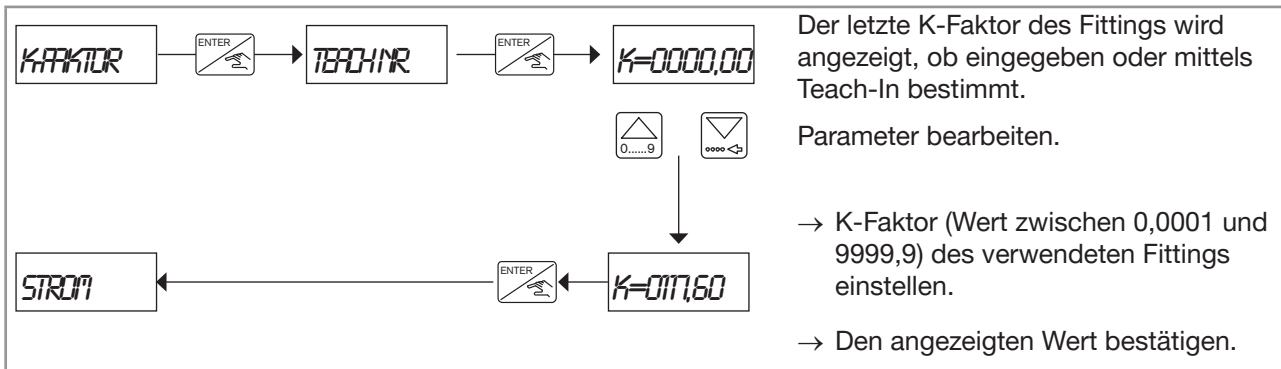 K-FAKTOR
ENTER
TEACH NR.
ENTER
K=0000,00
Der letzte K-Faktor des Fittings wird
angezeigt, ob eingegeben oder mittels
Teach-In bestimmt.
0......9
Parameter bearbeiten.
→ K-Faktor (Wert zwischen 0,0001 und
9999,9) des verwendeten Fittings
einstellen.
STROM
ENTER
K=0117,60
→ Den angezeigten Wert bestätigen.